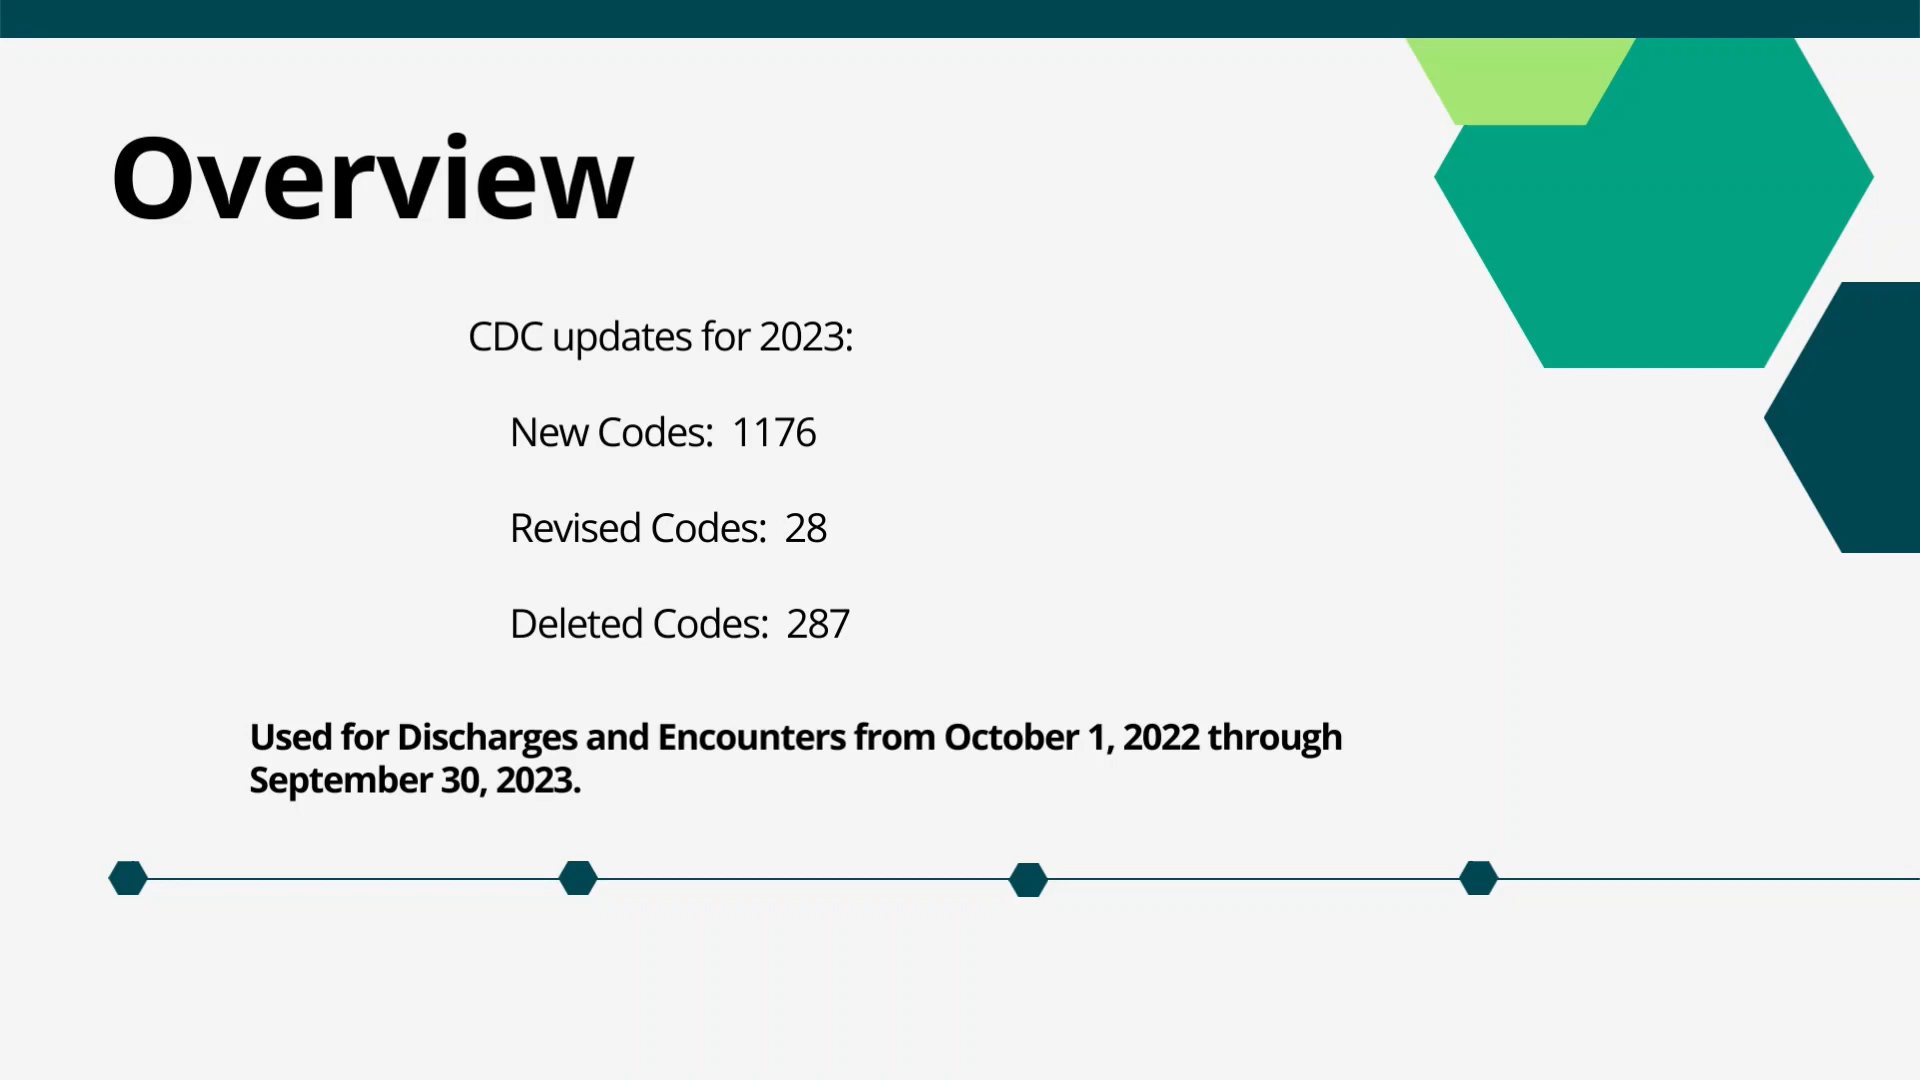 Overview
CDC updates for 2023:
New Codes: 1176
Revised Codes: 28
Deleted Codes: 287
Used for Discharges and Encounters from October 1, 2022 through
September 30, 2023.